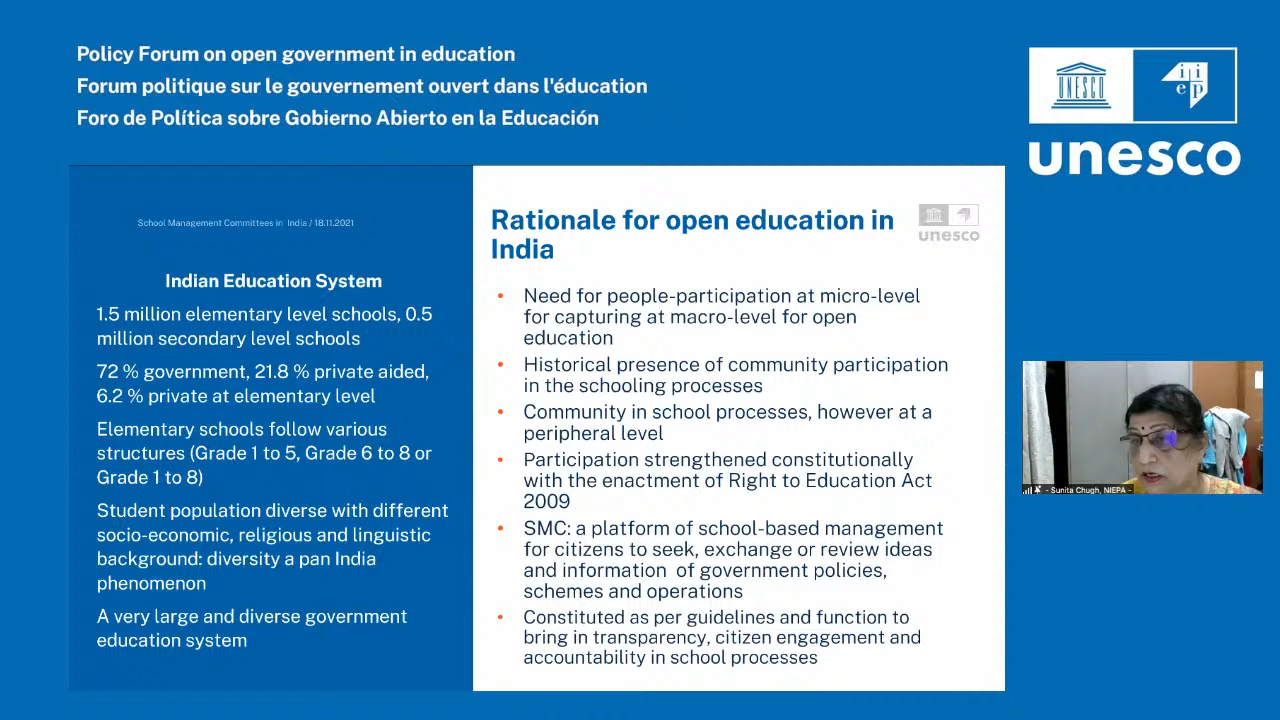 Policy Forum on open government in education
Forum politique sur le gouvernement ouvert dans l'éducation
Foro de Política sobre Gobierno Abierto en la Educación
UNESCO
i i
e p
unesco
School Management Committees in India / 18.11.2021
Indian Education System
1.5 million elementary level schools, 0.5
million secondary level schools
72 % government, 21.8 % private aided,
6.2 % private at elementary level
Elementary schools follow various
structures (Grade 1 to 5, Grade 6 to 8 or
Grade 1 to 8)
Student population diverse with different
socio-economic, religious and linguistic
background: diversity a pan India
phenomenon
A very large and diverse government
education system
Rationale for open education in
India
unesco
• Need for people-participation at micro-level
for capturing at macro-level for open
education
• Historical presence of community participation
in the schooling processes
• Community in school processes, however at a
peripheral level
• Participation strengthened constitutionally
with the enactment of Right to Education Act
2009
• SMC: a platform of school-based management
for citizens to seek, exchange or review ideas
and information of government policies,
schemes and operations
• Constituted as per guidelines and function to
bring in transparency, citizen engagement and
accountability in school processes
- Sunita Chugh, NIEPA -